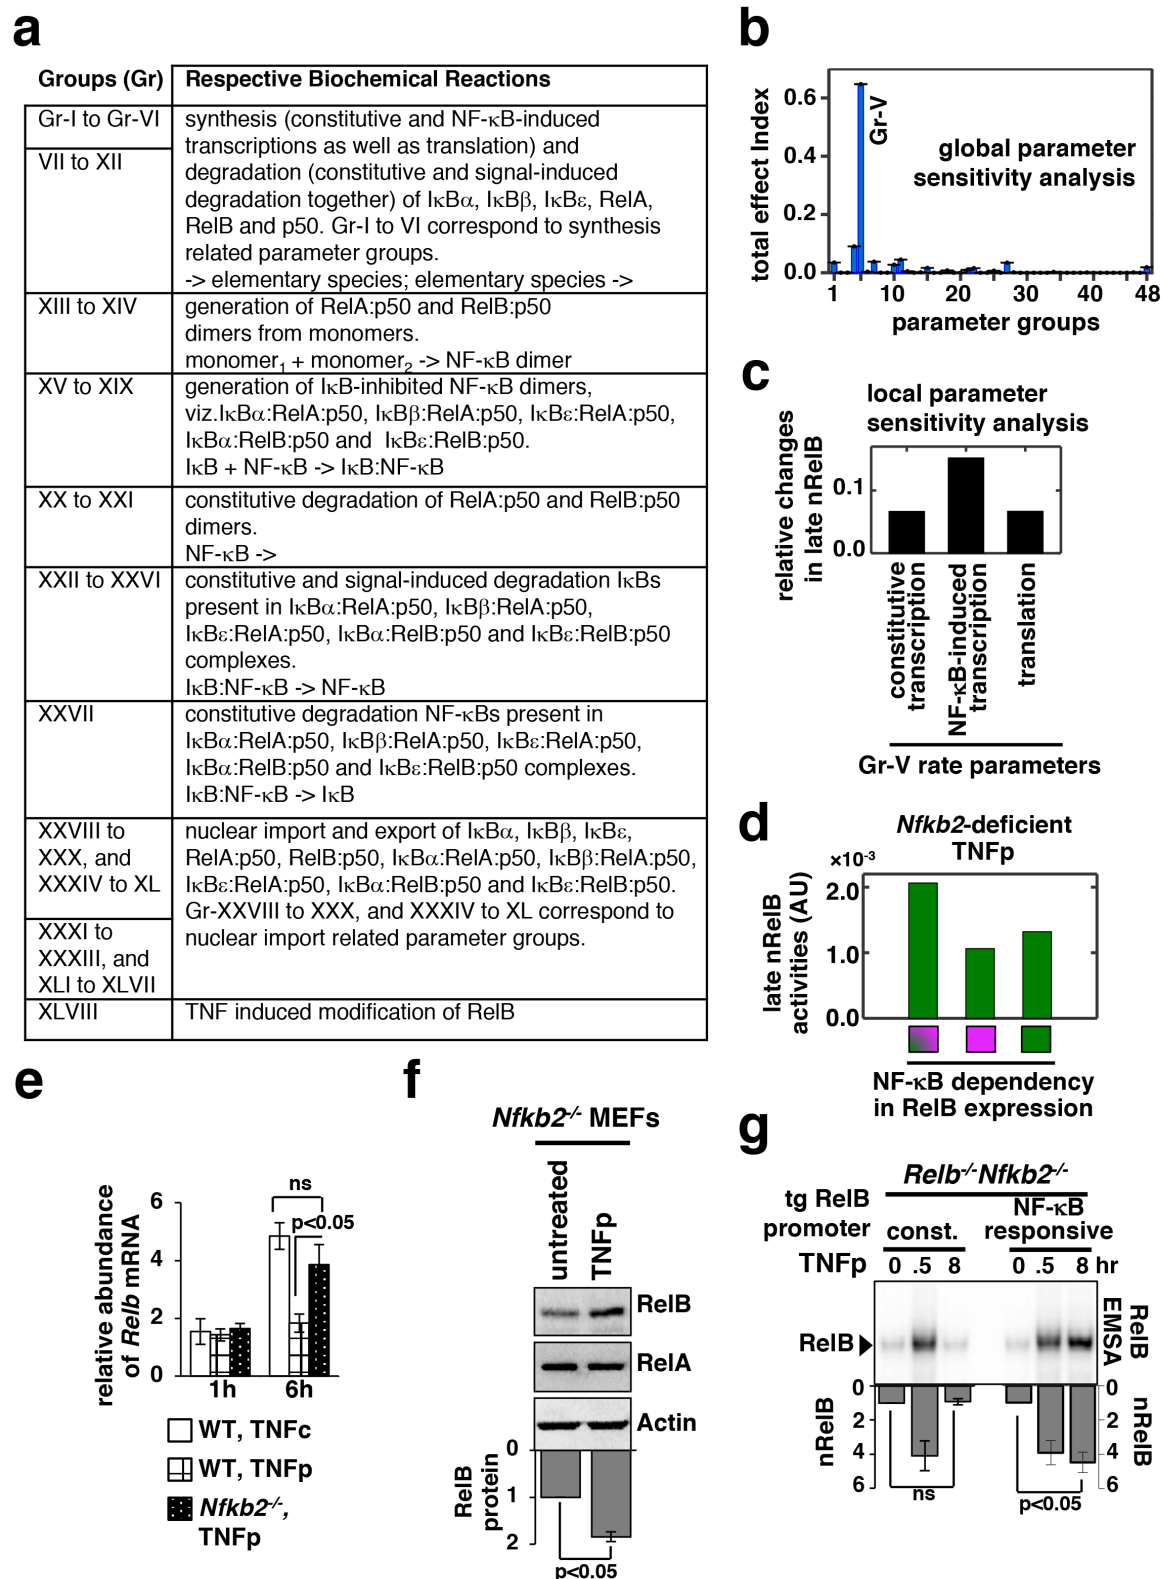 a
Groups (Gr)
Respective Biochemical Reactions
Gr-I to Gr-VI
VII to XII
synthesis (constitutive and NF-κB-induced
transcriptions as well as translation) and
degradation (constitutive and signal-induced
degradation together) of IκBα, IκBβ, IκBε, RelA,
RelB and p50. Gr-I to VI correspond to synthesis
related parameter groups.
-> elementary species; elementary species ->
XIII to XIV
generation of RelA:p50 and RelB:p50
dimers from monomers.
monomer₁ + monomer₂ -> NF-κB dimer
XV to XIX
generation of IκB-inhibited NF-κB dimers,
viz.IκBα:RelA:p50, IκBβ:RelA:p50, IκBε:RelA:p50,
IκBα:RelB:p50 and IκBε:RelB:p50.
IκB + NF-κB -> IκB:NF-κB
XX to XXI
constitutive degradation of RelA:p50 and RelB:p50
dimers.
NF-κB ->
XXII to XXVI
constitutive and signal-induced degradation IκBs
present in IκBα:RelA:p50, IκBβ:RelA:p50,
IκBε:RelA:p50, IκBα:RelB:p50 and IκBε:RelB:p50
complexes.
IκB:NF-κB -> NF-κB
XXVII
constitutive degradation NF-κBs present in
IκBα:RelA:p50, IκBβ:RelA:p50, IκBε:RelA:p50,
IκBα:RelB:p50 and IκBε:RelB:p50 complexes.
IκB:NF-κB -> IκB
XXVIII to
XXX, and
XXXIV to XL
XXXI to
XXXIII, and
XLI to XLVII
nuclear import and export of IκBα, IκBβ, IκBε,
RelA:p50, RelB:p50, IκBα:RelA:p50, IκBβ:RelA:p50,
IκBε:RelA:p50, IκBα:RelB:p50 and IκBε:RelB:p50.
Gr-XXVIII to XXX, and XXXIV to XL correspond to
nuclear import related parameter groups.
XLVIII
TNF induced modification of RelB
b
total effect Index
0.6
0.4
0.2
0.0
Gr-V
global parameter
sensitivity analysis
1 10 20 30 40 48
parameter groups
c
local parameter
sensitivity analysis
relative changes
in late nRelB
0.1
0.0
constitutive
transcription
NF-κB-induced
transcription
translation
Gr-V rate parameters
d
Nfkb2-deficient
TNFp
×10⁻³
late nRelB
activities (AU)
2.0
1.0
0.0
NF-κB dependency
in RelB expression
e
relative abundance
of Relb mRNA
6
4
2
0
ns
p<0.05
1h 6h
WT, TNFc
WT, TNFp
Nfkb2⁻/⁻,
TNFp
f
Nfkb2⁻/⁻ MEFs
untreated
TNFp
RelB
RelA
Actin
RelB
protein
0
1
2
p<0.05
g
Relb⁻/⁻Nfkb2⁻/⁻
tg RelB
promoter
const.
NF-κB
responsive
TNFp 0 .5 8 0 .5 8 hr
RelB
RelB
EMSA
nRelB
0
2
4
6
0
2
4
6
nRelB
ns
p<0.05